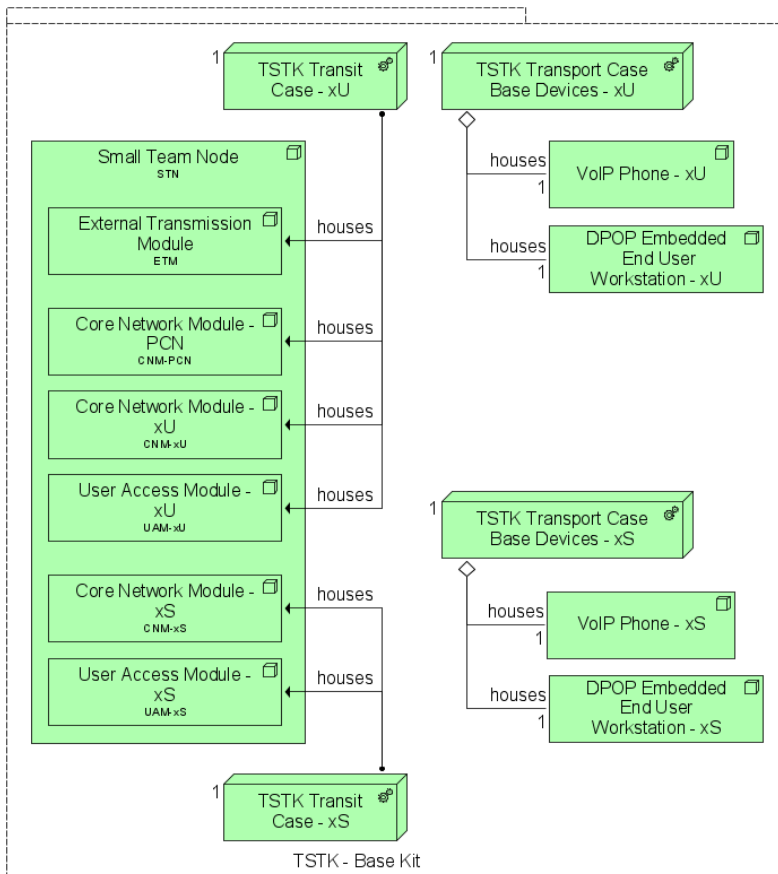 1
TSTK Transit
Case - xU
1
TSTK Transport Case
Base Devices - xU
Small Team Node
STN
External Transmission
Module
ETM
houses
Core Network Module -
PCN
CNM-PCN
houses
Core Network Module -
xU
CNM-xU
houses
User Access Module -
xU
UAM-xU
houses
Core Network Module -
xS
CNM-xS
houses
User Access Module -
xS
UAM-xS
houses
houses
1
VoIP Phone - xU
houses
1
DPOP Embedded
End User
Workstation - xU
1
TSTK Transport Case
Base Devices - xS
houses
1
VoIP Phone - xS
houses
1
DPOP Embedded
End User
Workstation - xS
1
TSTK Transit
Case - xS
TSTK - Base Kit